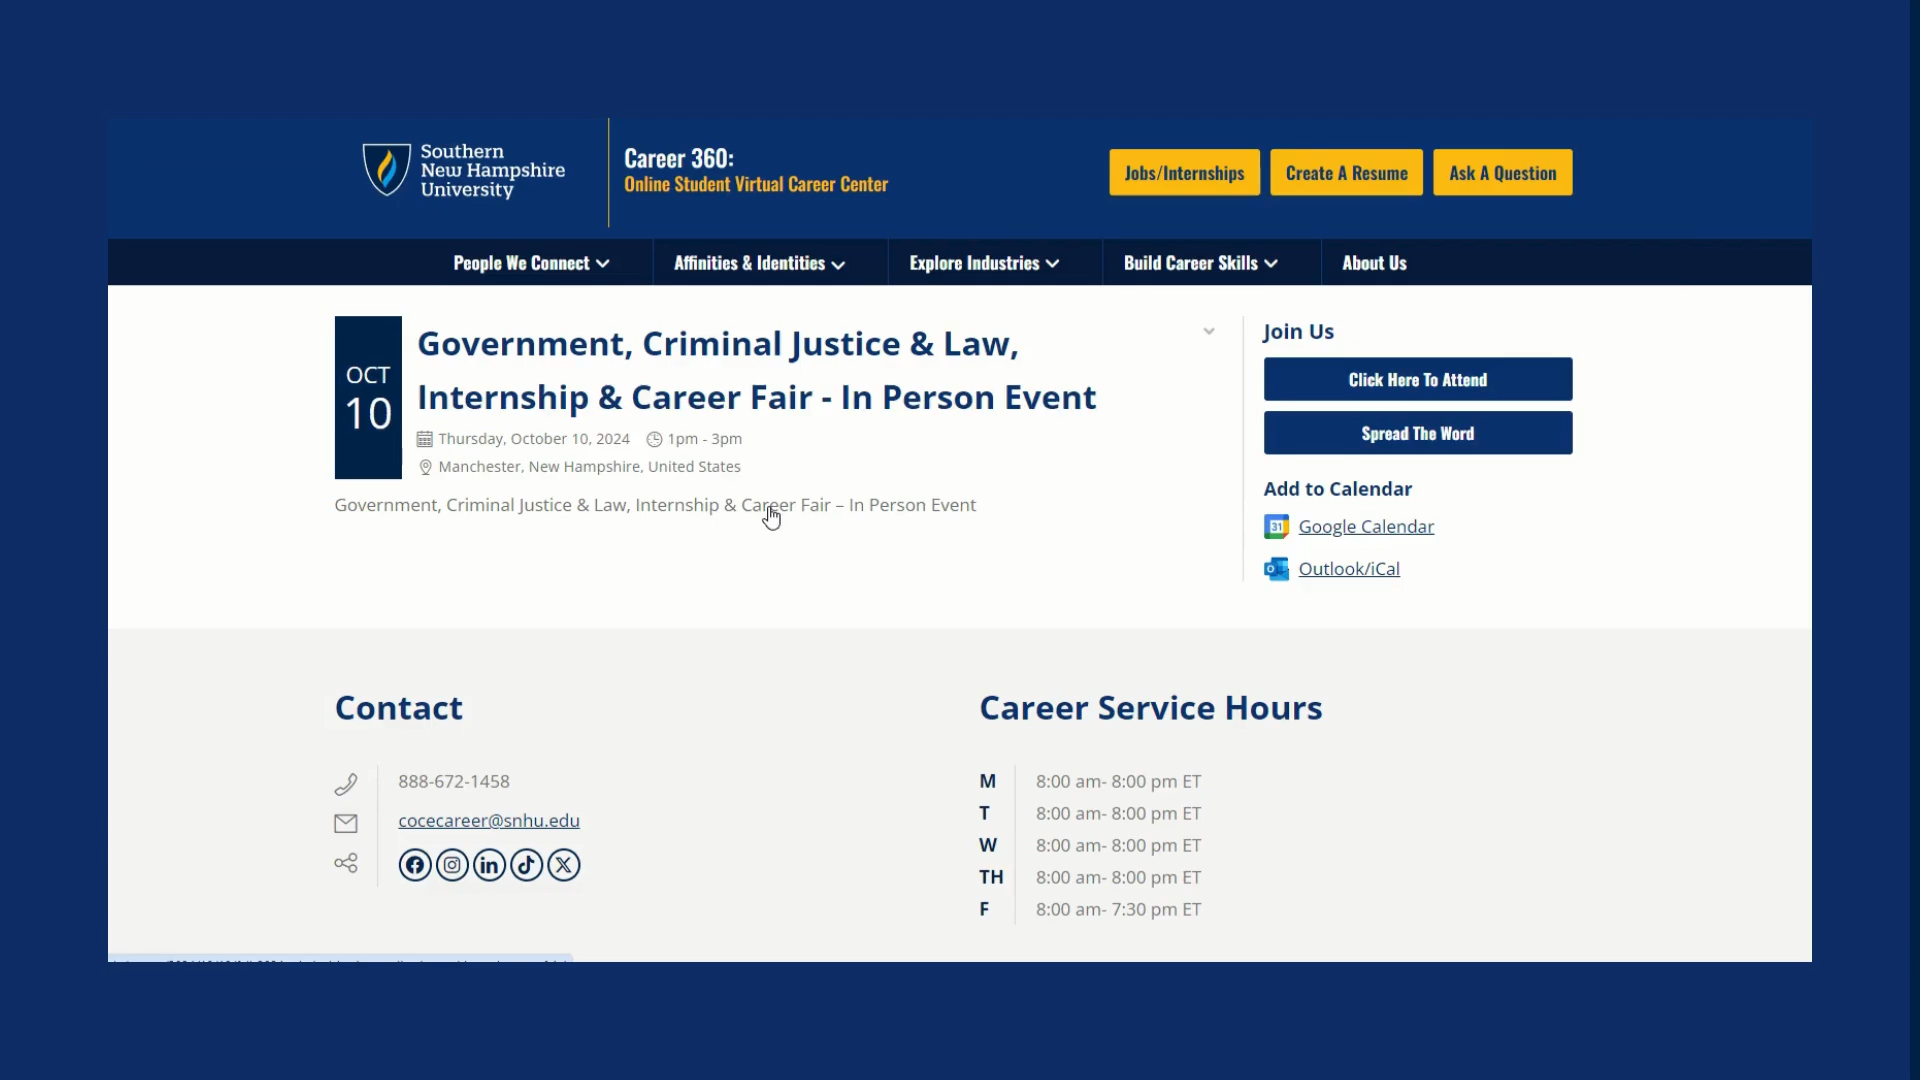 Southern
New Hampshire
University
Career 360:
Online Student Virtual Career Center
Jobs/Internships
Create A Resume
Ask A Question
People We Connect
Affinities & Identities
Explore Industries
Build Career Skills
About Us
OCT
10
Government, Criminal Justice & Law,
Internship & Career Fair - In Person Event
Thursday, October 10, 2024
1pm - 3pm
Manchester, New Hampshire, United States
Government, Criminal Justice & Law, Internship & Career Fair – In Person Event
Join Us
Click Here To Attend
Spread The Word
Add to Calendar
31
Google Calendar
Outlook/iCal
Contact
888-672-1458
cocecareer@snhu.edu
Career Service Hours
M 8:00 am- 8:00 pm ET
T 8:00 am- 8:00 pm ET
W 8:00 am- 8:00 pm ET
TH 8:00 am- 8:00 pm ET
F 8:00 am- 7:30 pm ET